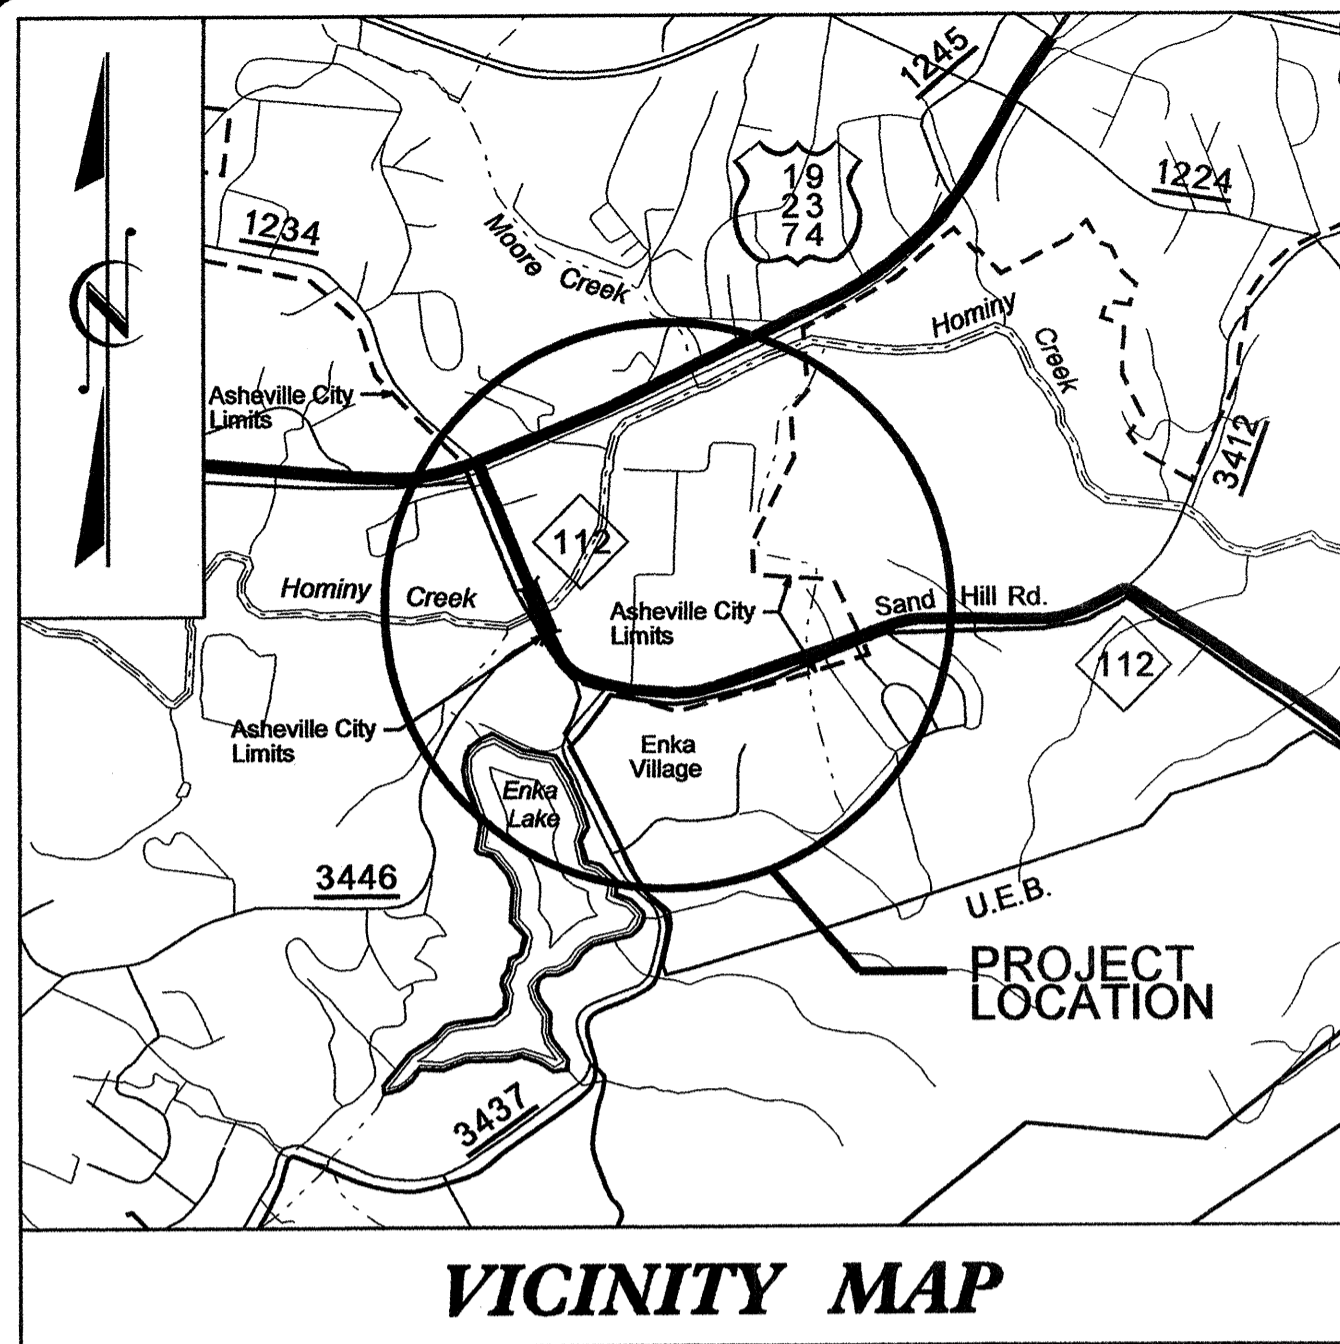 1245
19
23
74
1224
1234
Moore Creek
Hominy Creek
Asheville City
Limits
3412
112
Hominy Creek
Asheville City
Limits
Sand Hill Rd.
112
Asheville City
Limits
Enka
Village
Enka
Lake
3446
U.E.B.
PROJECT
LOCATION
3437
VICINITY MAP